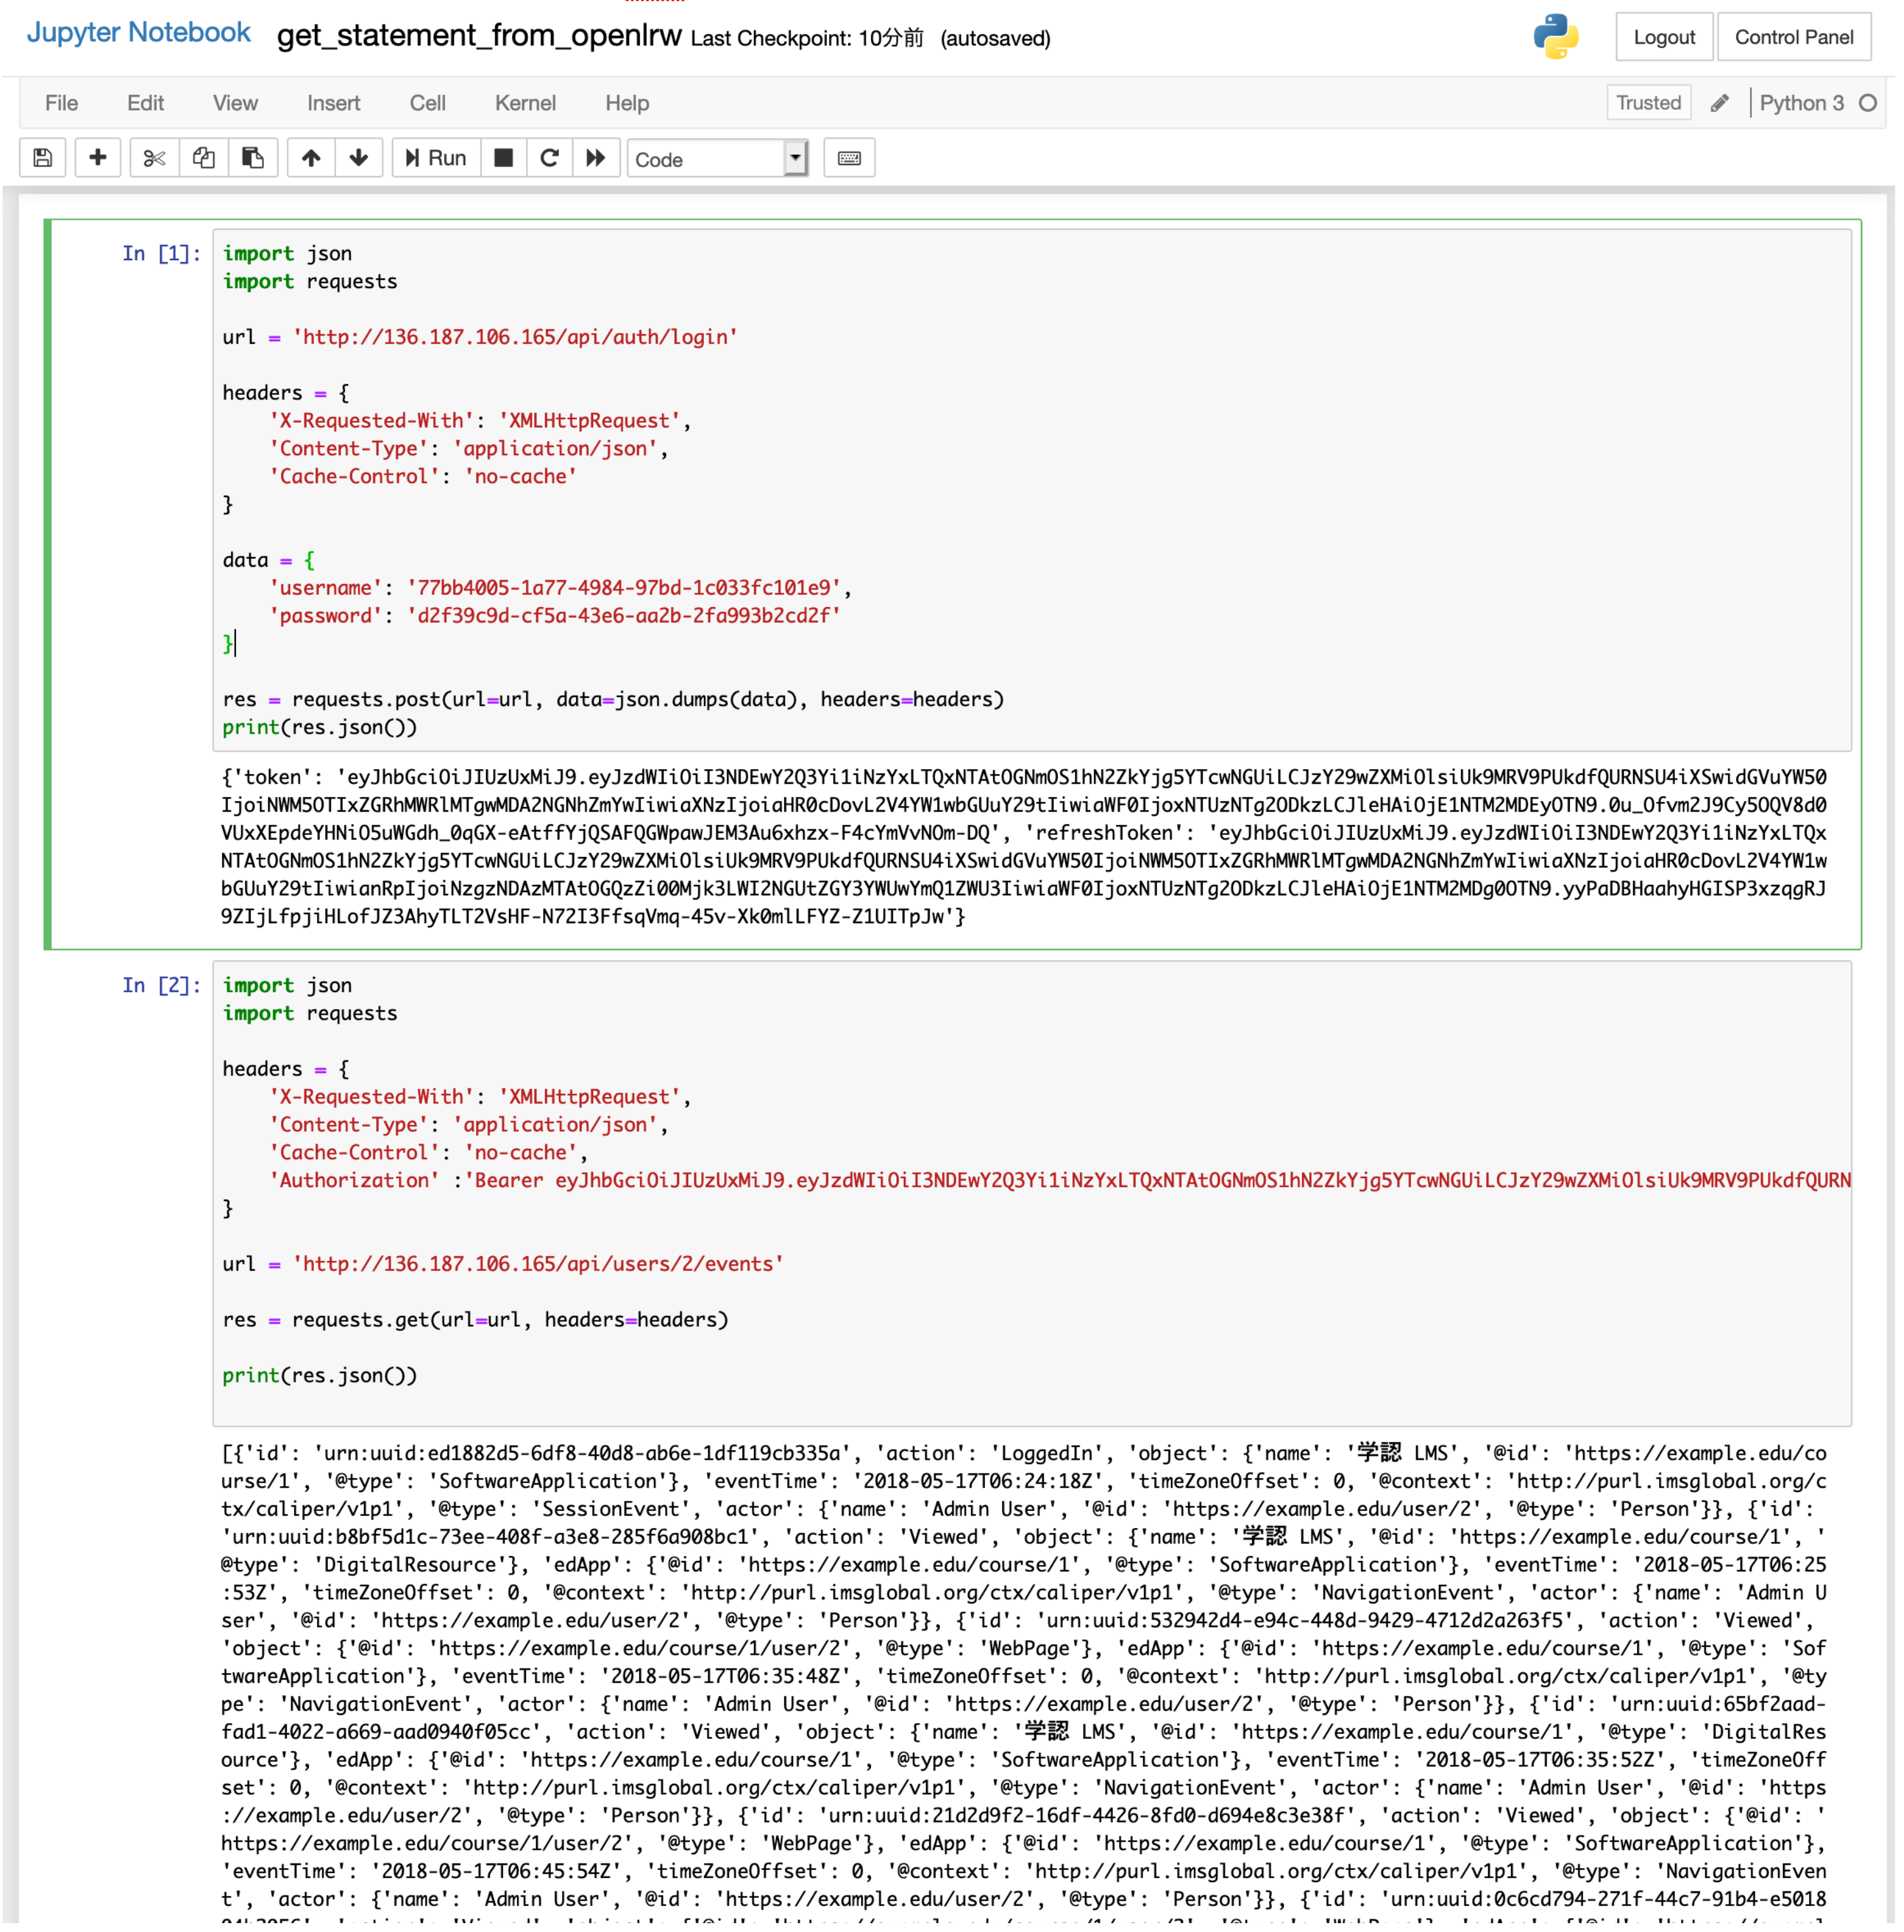 Jupyter Notebook get_statement_from_openlrw Last Checkpoint: 10分前 (autosaved)
Logout Control Panel
File Edit View Insert Cell Kernel Help
Trusted Python 3
Run Code
In [1]: import json
import requests
url = 'http://136.187.106.165/api/auth/login'
headers = {
'X-Requested-With': 'XMLHttpRequest',
'Content-Type': 'application/json',
'Cache-Control': 'no-cache'
}
data = {
'username': '77bb4005-1a77-4984-97bd-1c033fc101e9',
'password': 'd2f39c9d-cf5a-43e6-aa2b-2fa993b2cd2f'
}
res = requests.post(url=url, data=json.dumps(data), headers=headers)
print(res.json())
{'token': 'eyJhbGciOiJIUzUxMiJ9.eyJzdWIiOiI3NDEwY2Q3Yi1iNzYxLTQxNTAtOGNmOS1hN2ZkYjg5YTcwNGUiLCJzY29wZXMiOlsiUk9MRV9PUkdfQURNSU4iXSwidGVuYW50
IjoiNWM5OTIxZGRhMWRlMTgwMDA2NGNhZmYwIiwiaXNzIjoiaHR0cDovL2V4YW1wbGUuY29tIiwiaWF0IjoxNTUzNTg2ODkzLCJleHAiOjE1NTM2MDEyOTN9.0u_Ofvm2J9Cy5OQV8d0
VUxXEpdeYHNiO5uWGdh_0qGX-eAtffYjQSAFQGWpawJEM3Au6xhzx-F4cYmVvNOm-DQ', 'refreshToken': 'eyJhbGciOiJIUzUxMiJ9.eyJzdWIiOiI3NDEwY2Q3Yi1iNzYxLTQx
NTAtOGNmOS1hN2ZkYjg5YTcwNGUiLCJzY29wZXMiOlsiUk9MRV9PUkdfQURNSU4iXSwidGVuYW50IjoiNWM5OTIxZGRhMWRlMTgwMDA2NGNhZmYwIiwiaXNzIjoiaHR0cDovL2V4YW1w
bGUuY29tIiwianRpIjoiNzgzNDAzMTAtOGQzZi00Mjk3LWI2NGUtZGY3YWUwYmQ1ZWU3IiwiaWF0IjoxNTUzNTg2ODkzLCJleHAiOjE1NTM2MDg0OTN9.yyPaDBHaahyHGISP3xzqgRJ
9ZIjLfpjiHLofJZ3AhyTLT2VsHF-N72I3FfsqVmq-45v-Xk0mlLFYZ-Z1UITpJw'}
In [2]: import json
import requests
headers = {
'X-Requested-With': 'XMLHttpRequest',
'Content-Type': 'application/json',
'Cache-Control': 'no-cache',
'Authorization' :'Bearer eyJhbGciOiJIUzUxMiJ9.eyJzdWIiOiI3NDEwY2Q3Yi1iNzYxLTQxNTAtOGNmOS1hN2ZkYjg5YTcwNGUiLCJzY29wZXMiOlsiUk9MRV9PUkdfQURN
}
url = 'http://136.187.106.165/api/users/2/events'
res = requests.get(url=url, headers=headers)
print(res.json())
[{'id': 'urn:uuid:ed1882d5-6df8-40d8-ab6e-1df119cb335a', 'action': 'LoggedIn', 'object': {'name': '学認 LMS', '@id': 'https://example.edu/co
urse/1', '@type': 'SoftwareApplication'}, 'eventTime': '2018-05-17T06:24:18Z', 'timeZoneOffset': 0, '@context': 'http://purl.imsglobal.org/c
tx/caliper/v1p1', '@type': 'SessionEvent', 'actor': {'name': 'Admin User', '@id': 'https://example.edu/user/2', '@type': 'Person'}}, {'id':
'urn:uuid:b8bf5d1c-73ee-408f-a3e8-285f6a908bc1', 'action': 'Viewed', 'object': {'name': '学認 LMS', '@id': 'https://example.edu/course/1', '
@type': 'DigitalResource'}, 'edApp': {'@id': 'https://example.edu/course/1', '@type': 'SoftwareApplication'}, 'eventTime': '2018-05-17T06:25
:53Z', 'timeZoneOffset': 0, '@context': 'http://purl.imsglobal.org/ctx/caliper/v1p1', '@type': 'NavigationEvent', 'actor': {'name': 'Admin U
ser', '@id': 'https://example.edu/user/2', '@type': 'Person'}}, {'id': 'urn:uuid:532942d4-e94c-448d-9429-4712d2a263f5', 'action': 'Viewed',
'object': {'@id': 'https://example.edu/course/1/user/2', '@type': 'WebPage'}, 'edApp': {'@id': 'https://example.edu/course/1', '@type': 'Sof
twareApplication'}, 'eventTime': '2018-05-17T06:35:48Z', 'timeZoneOffset': 0, '@context': 'http://purl.imsglobal.org/ctx/caliper/v1p1', '@ty
pe': 'NavigationEvent', 'actor': {'name': 'Admin User', '@id': 'https://example.edu/user/2', '@type': 'Person'}}, {'id': 'urn:uuid:65bf2aad-
fad1-4022-a669-aad0940f05cc', 'action': 'Viewed', 'object': {'name': '学認 LMS', '@id': 'https://example.edu/course/1', '@type': 'DigitalRes
ource'}, 'edApp': {'@id': 'https://example.edu/course/1', '@type': 'SoftwareApplication'}, 'eventTime': '2018-05-17T06:35:52Z', 'timeZoneOff
set': 0, '@context': 'http://purl.imsglobal.org/ctx/caliper/v1p1', '@type': 'NavigationEvent', 'actor': {'name': 'Admin User', '@id': 'https
://example.edu/user/2', '@type': 'Person'}}, {'id': 'urn:uuid:21d2d9f2-16df-4426-8fd0-d694e8c3e38f', 'action': 'Viewed', 'object': {'@id': '
https://example.edu/course/1/user/2', '@type': 'WebPage'}, 'edApp': {'@id': 'https://example.edu/course/1', '@type': 'SoftwareApplication'},
'eventTime': '2018-05-17T06:45:54Z', 'timeZoneOffset': 0, '@context': 'http://purl.imsglobal.org/ctx/caliper/v1p1', '@type': 'NavigationEven
t', 'actor': {'name': 'Admin User', '@id': 'https://example.edu/user/2', '@type': 'Person'}}, {'id': 'urn:uuid:0c6cd794-271f-44c7-91b4-e5018